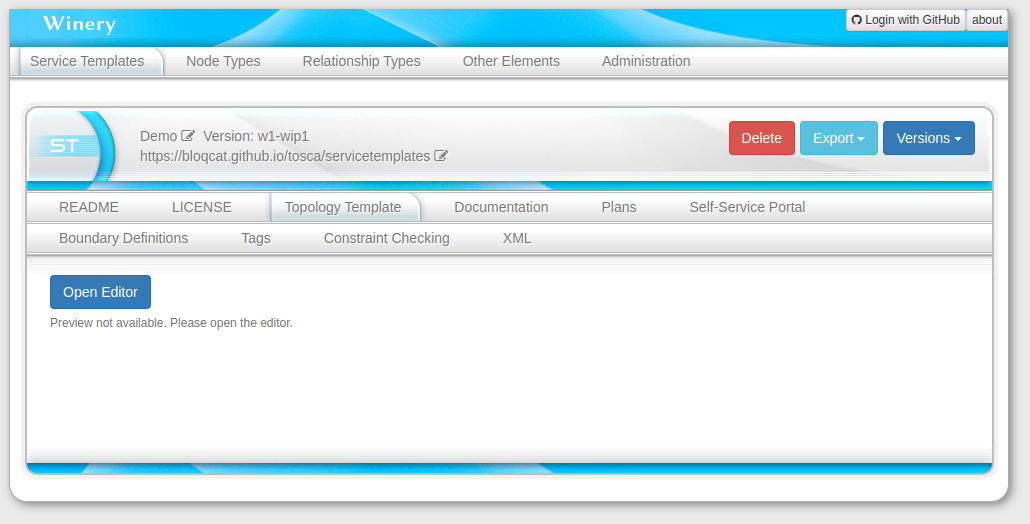 Winery
Login with GitHub about
Service Templates Node Types Relationship Types Other Elements Administration
ST
Demo Version: w1-wip1
https://bloqcat.github.io/tosca/servicetemplates
Delete Export Versions
README LICENSE Topology Template Documentation Plans Self-Service Portal
Boundary Definitions Tags Constraint Checking XML
Open Editor
Preview not available. Please open the editor.